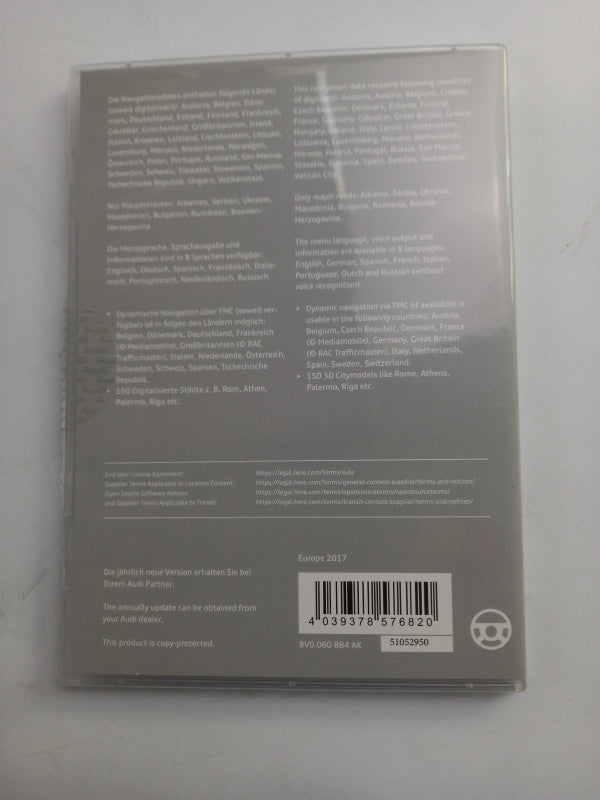 Die Navigationsdaten enthalten folgende Länder
(soweit digitalisiert): Andorra, Belgien, Däne-
mark, Deutschland, Estland, Finnland, Frankreich,
Gibraltar, Griechenland, Großbritannien, Irland,
Italien, Kroatien, Lettland, Liechtenstein, Litauen,
Luxemburg, Monaco, Niederlande, Norwegen,
Österreich, Polen, Portugal, Russland, San Marino,
Schweden, Schweiz, Slowakei, Slowenien, Spanien,
Tschechische Republik, Ungarn, Vatikanstaat.
Nur Hauptstrassen: Albanien, Serbien, Ukraine,
Mazedonien, Bulgarien, Rumänien, Bosnien-
Herzegowina
Die Menüsprache, Sprachausgabe und
Informationen sind in 8 Sprachen verfügbar:
Englisch, Deutsch, Spanisch, Französisch, Italie-
nisch, Portugiesisch, Niederländisch, Russisch.
▸ Dynamische Navigation über TMC (soweit ver-
fügbar) ist in folgen den Ländern möglich:
Belgien, Dänemark, Deutschland, Frankreich
(© Mediamobile), Großbritannien (© RAC
Trafficmaster), Italien, Niederlande, Österreich,
Schweden, Schweiz, Spanien, Tschechische
Republik.
▸ 150 Digitalisierte Städte z. B. Rom, Athen,
Palermo, Riga etc.
This navigation data contains following countries
(if digitized): Andorra, Austria, Belgium, Croatia,
Czech Republic, Denmark, Estonia, Finland,
France, Germany, Gibraltar, Great Britain, Greece,
Hungary, Ireland, Italy, Latvia, Liechtenstein,
Lithuania, Luxembourg, Monaco, Netherlands,
Norway, Poland, Portugal, Russia, San Marino,
Slovakia, Slovenia, Spain, Sweden, Switzerland,
Vatican City
Only major roads: Albania, Serbia, Ukraine,
Macedonia, Bulgaria, Romania, Bosnia-
Herzogovina.
The menu language, voice output and
information are available in 8 languages:
English, German, Spanish, French, Italian,
Portuguese, Dutch and Russian (without
voice recognition).
▸ Dynamic navigation via TMC (if available) is
usable in the following countries: Austria,
Belgium, Czech Republic, Denmark, France
(© Mediamobile), Germany, Great Britain
(© RAC Trafficmaster), Italy, Netherlands,
Spain, Sweden, Switzerland.
▸ 150 3D Citymodels like Rome, Athens,
Palermo, Riga etc.
End User License Agreement: https://legal.here.com/terms/eula
Supplier Terms Applicable to Location Content: https://legal.here.com/terms/general-content-supplier/terms-and-notices/
Open Source Software Notices: https://legal.here.com/terms/opensourceterms/opensourceterms/
and Supplier Terms Applicable to Transit: https://legal.here.com/terms/transit-content-supplier/terms-and-notices/
Die jährlich neue Version erhalten Sie bei
Ihrem Audi Partner.
The annually update can be obtained from
your Audi dealer.
This product is copy-protected.
Europe 2017
4 039378 576820
8V0 060 884 AK 51052950